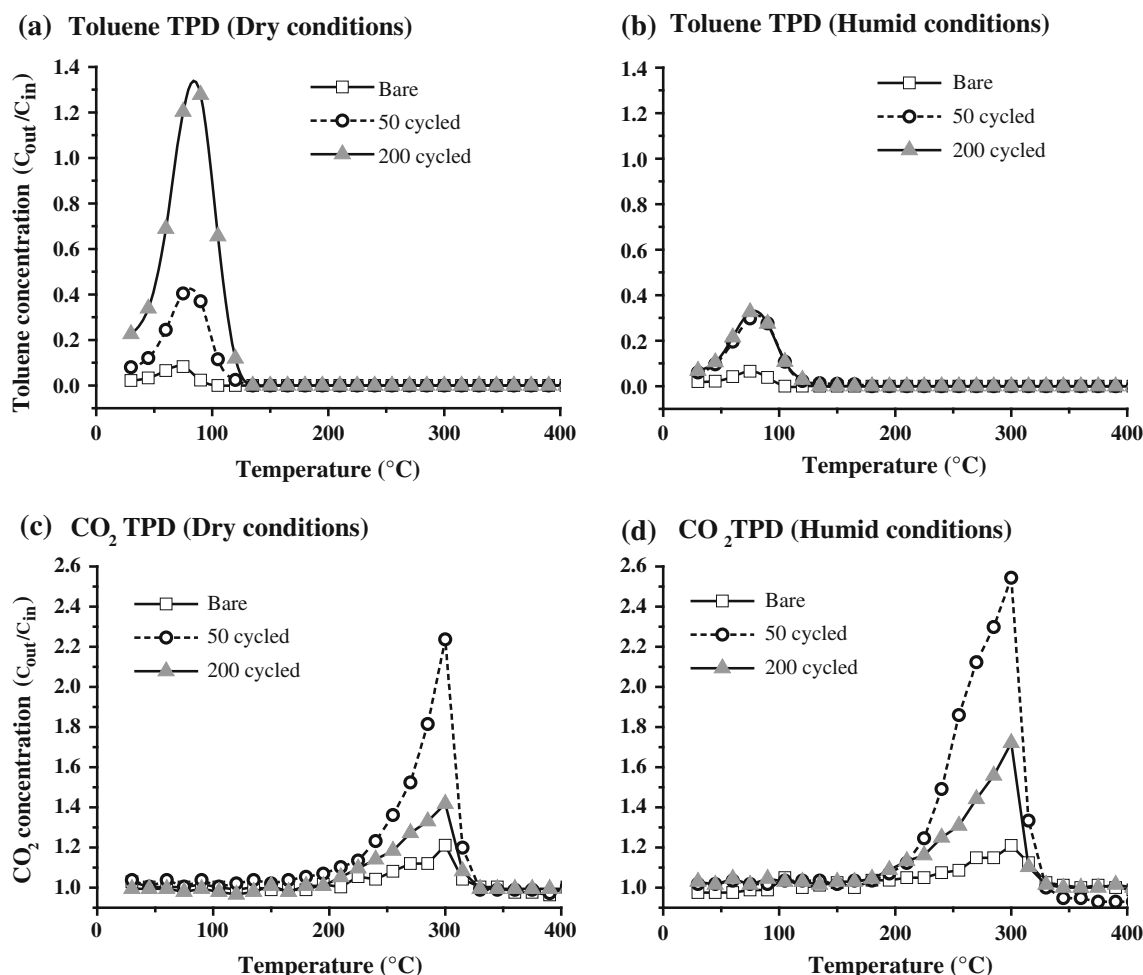 (a) Toluene TPD (Dry conditions)
Toluene concentration (Cout/Cin)
1.4
1.2
1.0
0.8
0.6
0.4
0.2
0.0
Bare
50 cycled
200 cycled
0 100 200 300 400
Temperature (°C)
(b) Toluene TPD (Humid conditions)
1.4
1.2
1.0
0.8
0.6
0.4
0.2
0.0
Bare
50 cycled
200 cycled
0 100 200 300 400
Temperature (°C)
(c) CO2 TPD (Dry conditions)
CO2 concentration (Cout/Cin)
2.6
2.4
2.2
2.0
1.8
1.6
1.4
1.2
1.0
Bare
50 cycled
200 cycled
0 100 200 300 400
Temperature (°C)
(d) CO 2TPD (Humid conditions)
2.6
2.4
2.2
2.0
1.8
1.6
1.4
1.2
1.0
Bare
50 cycled
200 cycled
0 100 200 300 400
Temperature (°C)